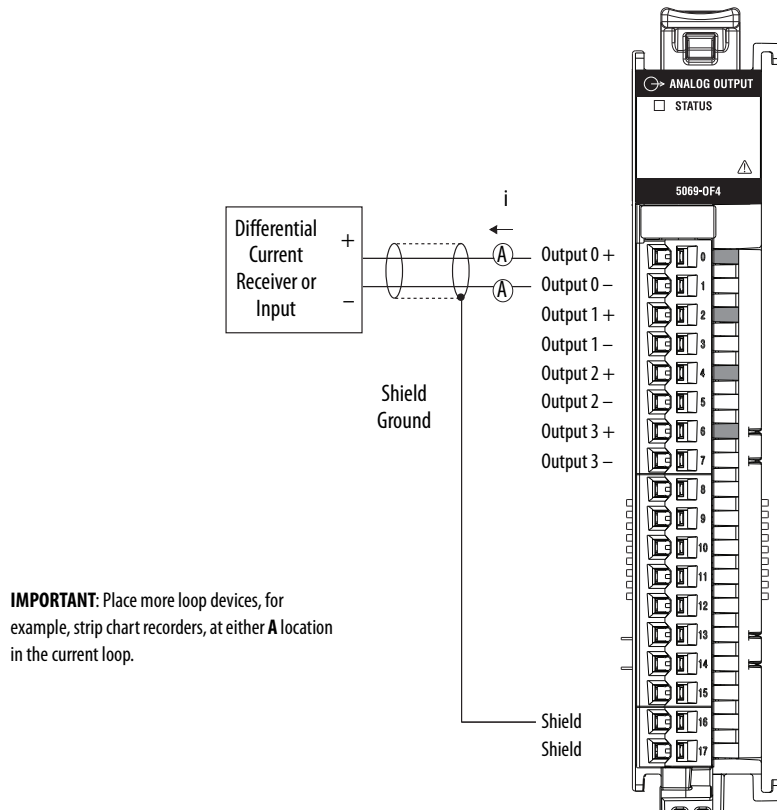 ANALOG OUTPUT
STATUS
5069-OF4
i
Differential
Current
Receiver or
Input
+
–
A
A
Output 0 +
Output 0 –
Output 1 +
Output 1 –
Output 2 +
Output 2 –
Output 3 +
Output 3 –
0
1
2
3
4
5
6
7
8
9
10
11
12
13
14
15
16
17
Shield
Ground
IMPORTANT: Place more loop devices, for
example, strip chart recorders, at either A location
in the current loop.
Shield
Shield